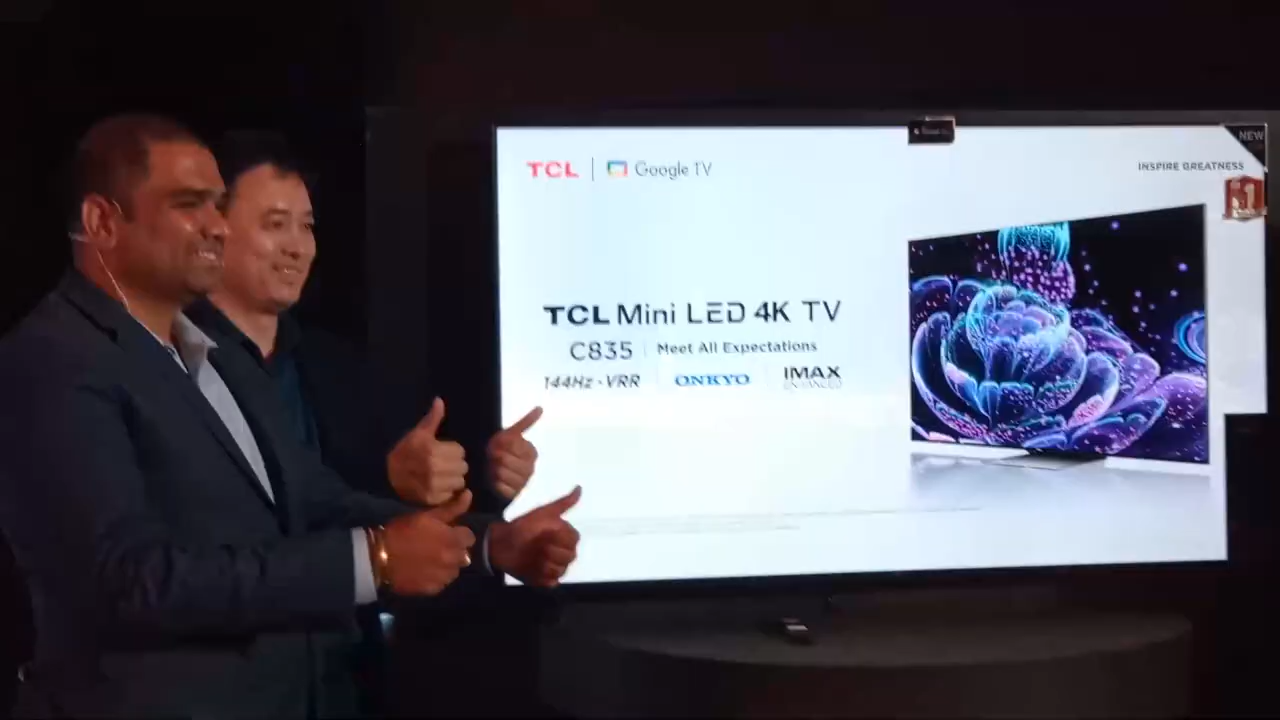 TCL | Google TV
NEW
INSPIRE GREATNESS
TCL Mini LED 4K TV
C835 | Meet All Expectations
144Hz · VRR | ONKYO | IMAX
ENHANCED